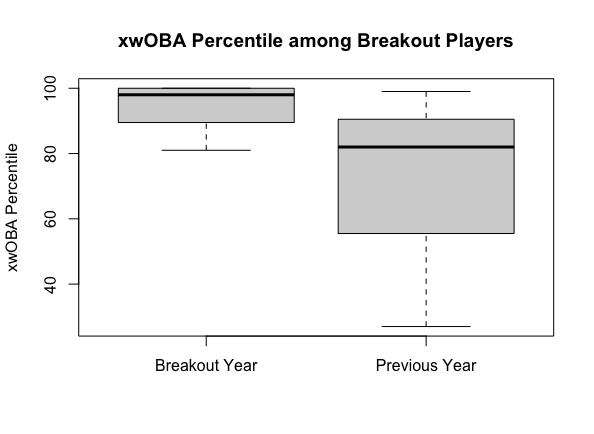 xwOBA Percentile among Breakout Players
xwOBA Percentile
100
80
60
40
Breakout Year
Previous Year